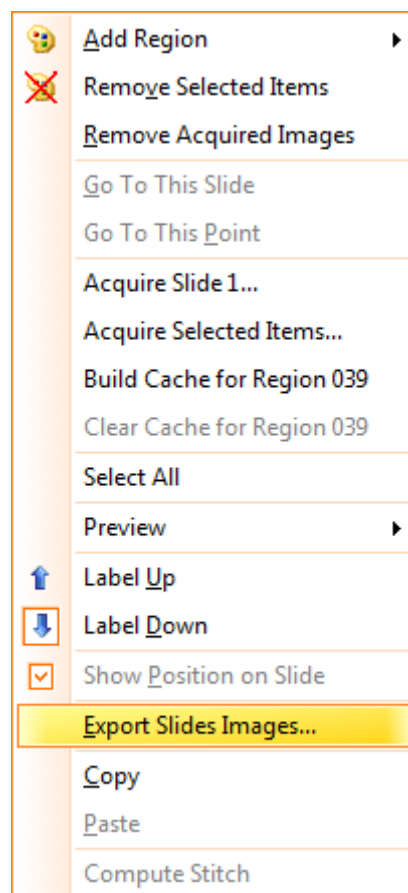 Add Region
Remove Selected Items
Remove Acquired Images
Go To This Slide
Go To This Point
Acquire Slide 1...
Acquire Selected Items...
Build Cache for Region 039
Clear Cache for Region 039
Select All
Preview
Label Up
Label Down
Show Position on Slide
Export Slides Images...
Copy
Paste
Compute Stitch